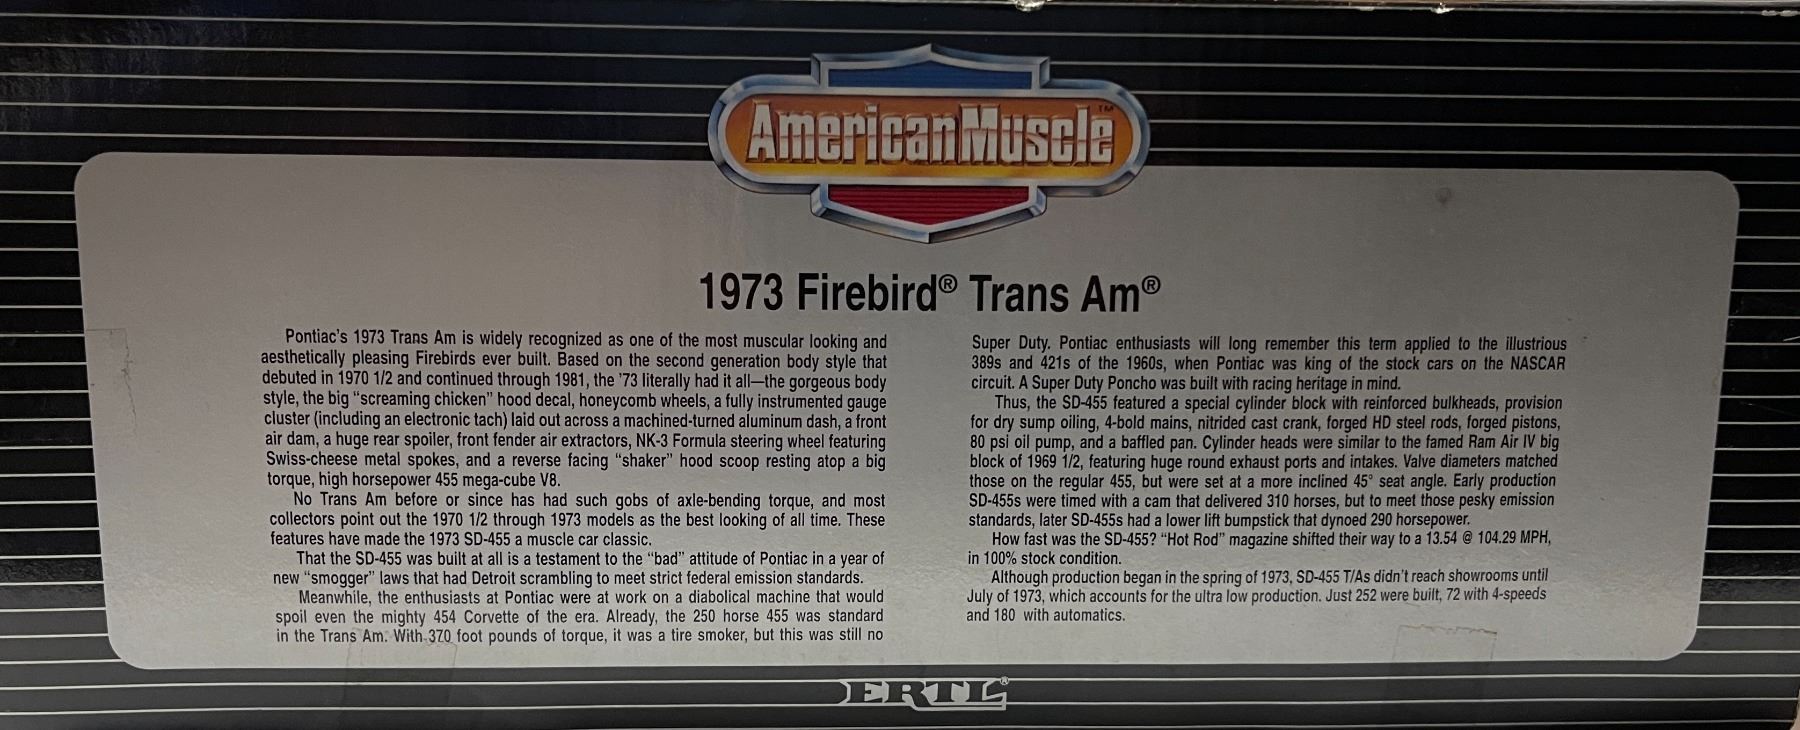 AmericanMuscle™
1973 Firebird® Trans Am®
Pontiac's 1973 Trans Am is widely recognized as one of the most muscular looking and
aesthetically pleasing Firebirds ever built. Based on the second generation body style that
debuted in 1970 1/2 and continued through 1981, the '73 literally had it all—the gorgeous body
style, the big "screaming chicken" hood decal, honeycomb wheels, a fully instrumented gauge
cluster (including an electronic tach) laid out across a machined-turned aluminum dash, a front
air dam, a huge rear spoiler, front fender air extractors, NK-3 Formula steering wheel featuring
Swiss-cheese metal spokes, and a reverse facing "shaker" hood scoop resting atop a big
torque, high horsepower 455 mega-cube V8.
No Trans Am before or since has had such gobs of axle-bending torque, and most
collectors point out the 1970 1/2 through 1973 models as the best looking of all time. These
features have made the 1973 SD-455 a muscle car classic.
That the SD-455 was built at all is a testament to the "bad" attitude of Pontiac in a year of
new "smogger" laws that had Detroit scrambling to meet strict federal emission standards.
Meanwhile, the enthusiasts at Pontiac were at work on a diabolical machine that would
spoil even the mighty 454 Corvette of the era. Already, the 250 horse 455 was standard
in the Trans Am. With 370 foot pounds of torque, it was a tire smoker, but this was still no
Super Duty. Pontiac enthusiasts will long remember this term applied to the illustrious
389s and 421s of the 1960s, when Pontiac was king of the stock cars on the NASCAR
circuit. A Super Duty Poncho was built with racing heritage in mind.
Thus, the SD-455 featured a special cylinder block with reinforced bulkheads, provision
for dry sump oiling, 4-bold mains, nitrided cast crank, forged HD steel rods, forged pistons,
80 psi oil pump, and a baffled pan. Cylinder heads were similar to the famed Ram Air IV big
block of 1969 1/2, featuring huge round exhaust ports and intakes. Valve diameters matched
those on the regular 455, but were set at a more inclined 45° seat angle. Early production
SD-455s were timed with a cam that delivered 310 horses, but to meet those pesky emission
standards, later SD-455s had a lower lift bumpstick that dynoed 290 horsepower.
How fast was the SD-455? "Hot Rod" magazine shifted their way to a 13.54 @ 104.29 MPH,
in 100% stock condition.
Although production began in the spring of 1973, SD-455 T/As didn't reach showrooms until
July of 1973, which accounts for the ultra low production. Just 252 were built, 72 with 4-speeds
and 180 with automatics.
ERTL®